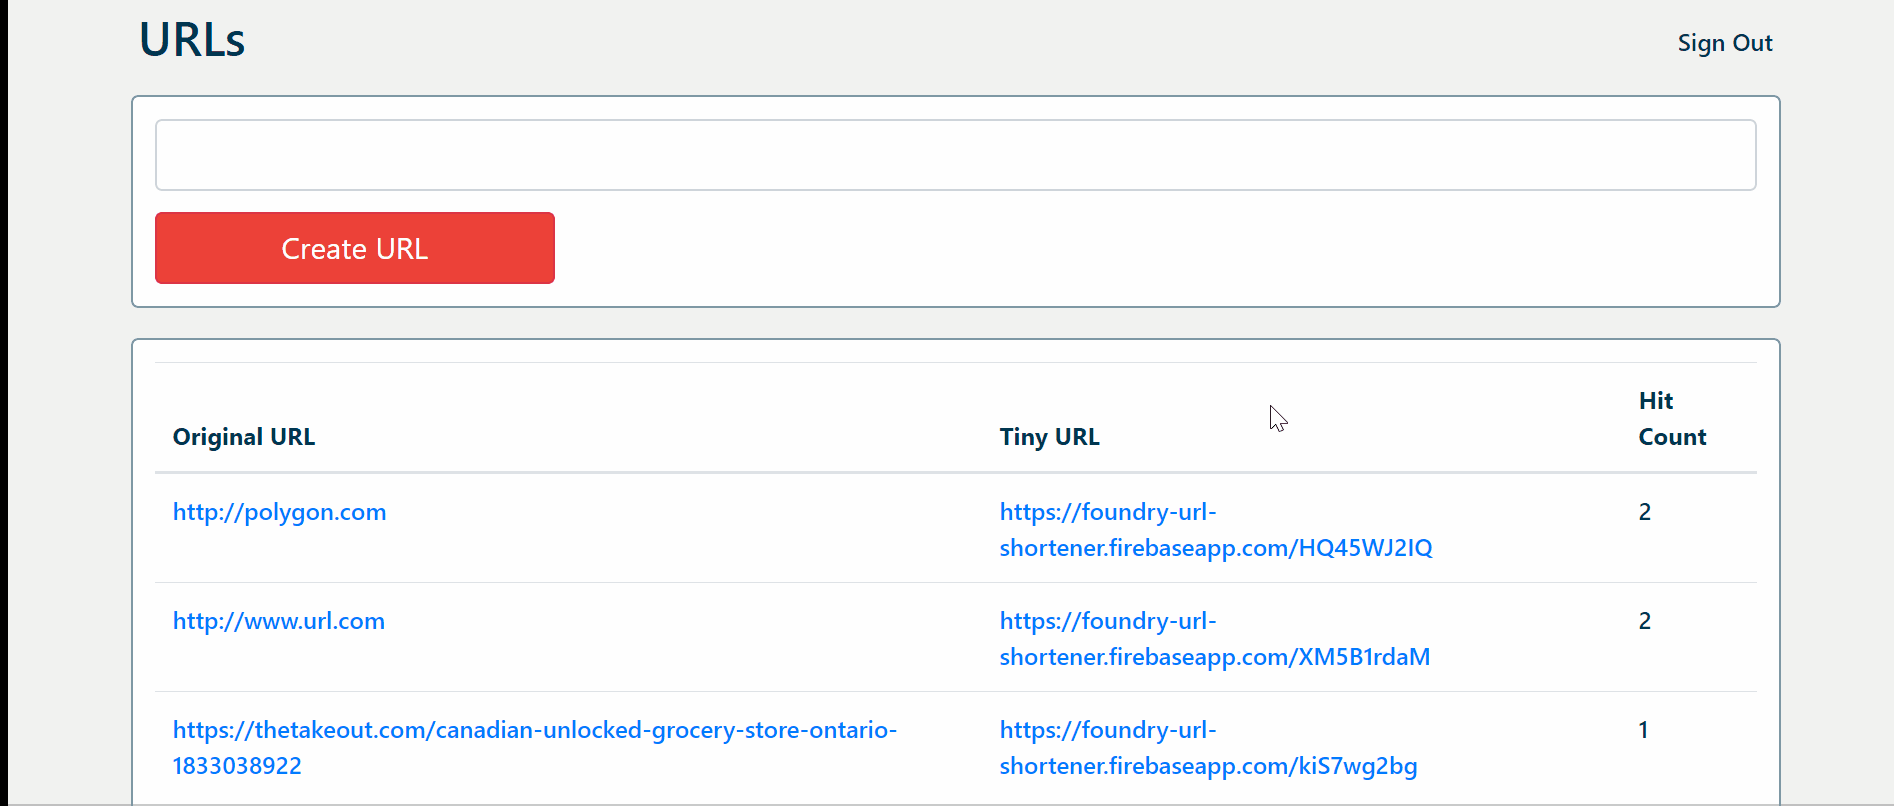 URLs
Sign Out
Create URL
Hit
Count
Original URL
Tiny URL
http://polygon.com
https://foundry-url-
shortener.firebaseapp.com/HQ45WJ2IQ
2
http://www.url.com
https://foundry-url-
shortener.firebaseapp.com/XM5B1rdaM
2
https://thetakeout.com/canadian-unlocked-grocery-store-ontario-
1833038922
https://foundry-url-
shortener.firebaseapp.com/kiS7wg2bg
1